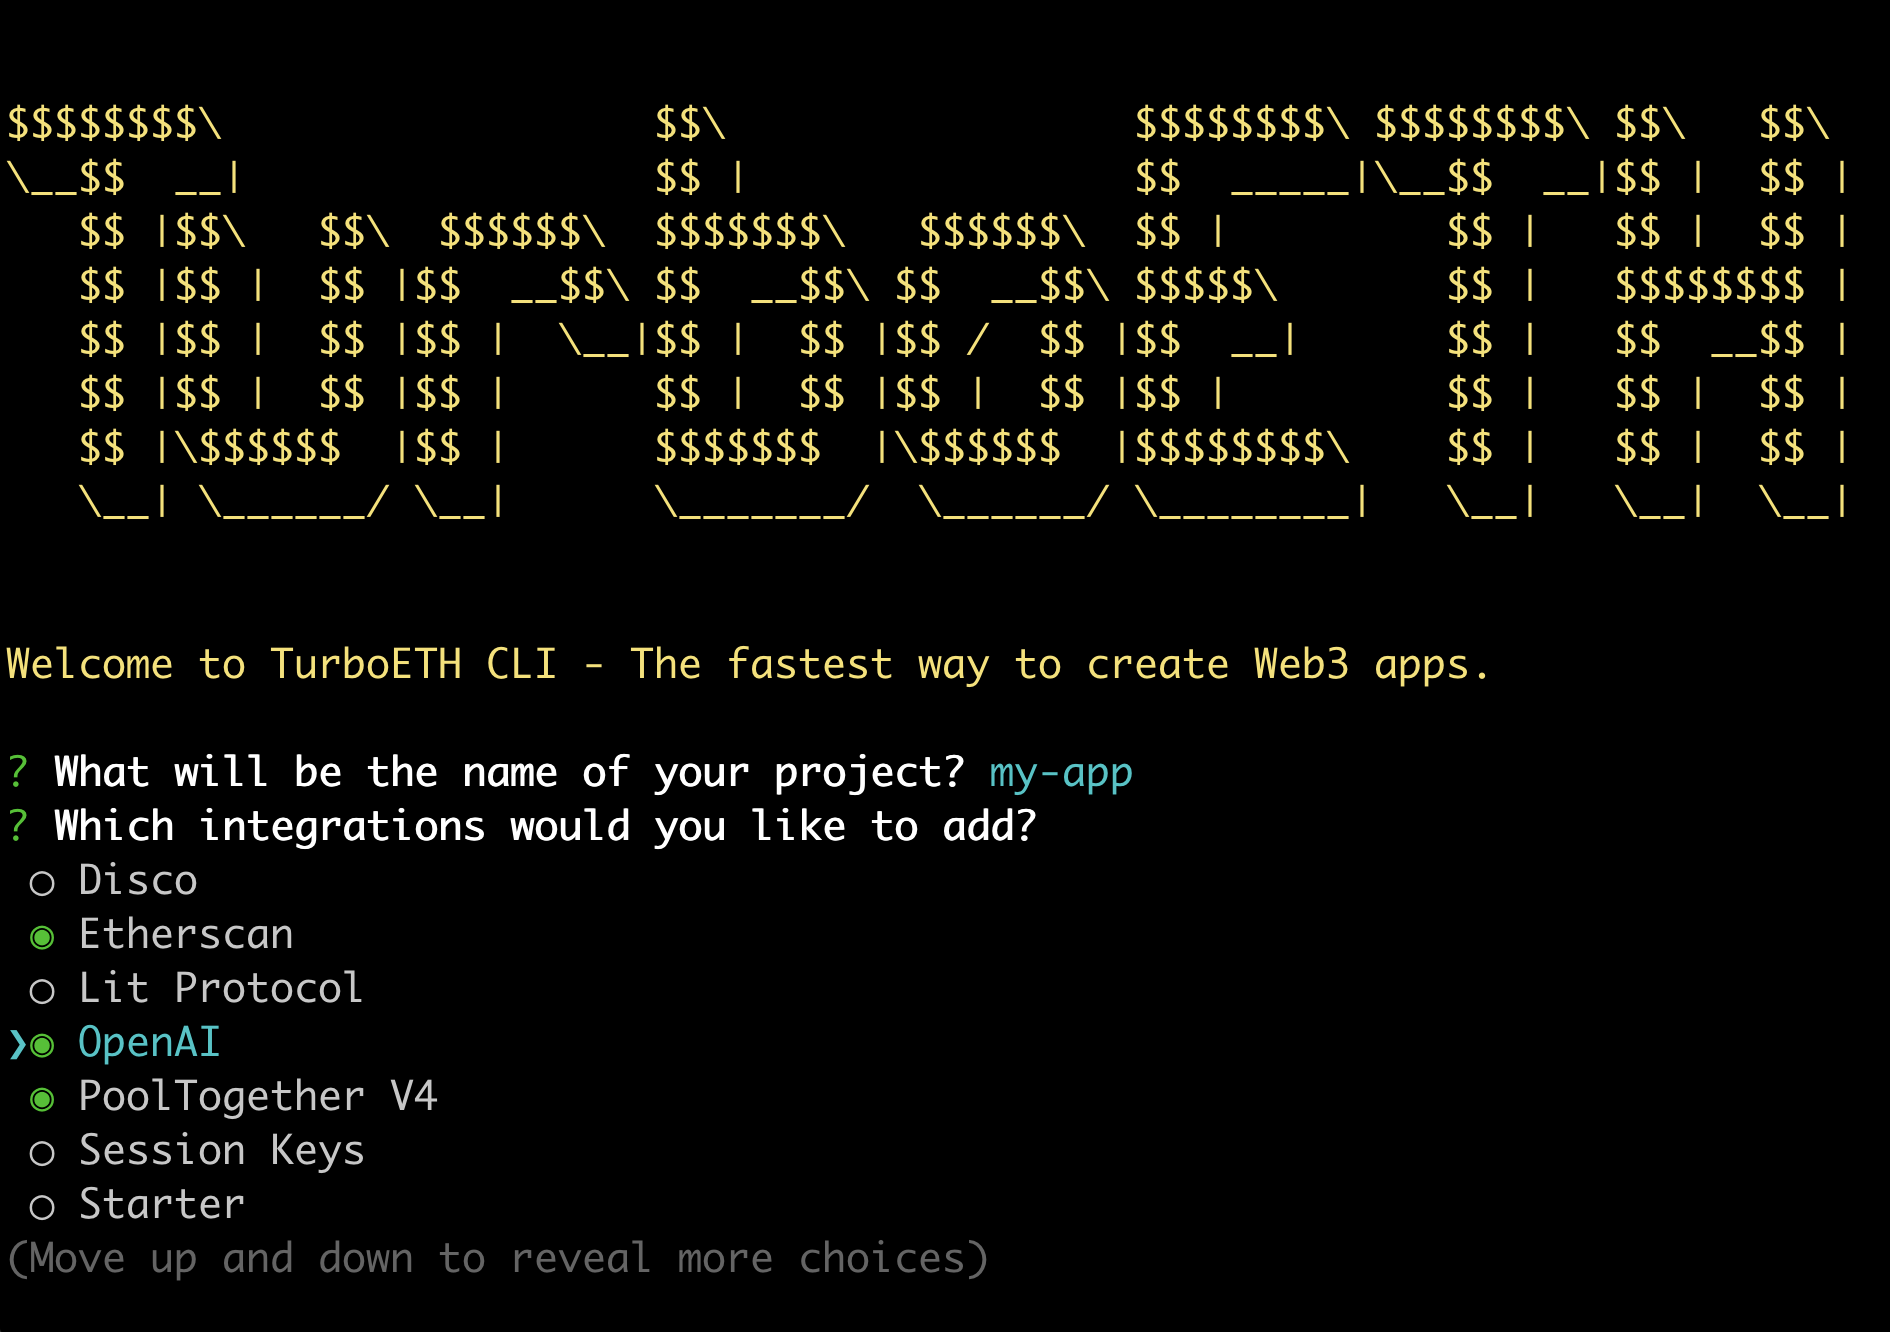 $$$$$$$$\                  $$\                 $$$$$$$$\ $$$$$$$$\ $$\   $$\
\__$$  __|                 $$ |                $$  _____|\__$$  __|$$ |  $$ |
   $$ |$$\   $$\  $$$$$$\  $$$$$$$\   $$$$$$\  $$ |         $$ |   $$ |  $$ |
   $$ |$$ |  $$ |$$  __$$\ $$  __$$\ $$  __$$\ $$$$$\       $$ |   $$$$$$$$ |
   $$ |$$ |  $$ |$$ |  \__|$$ |  $$ |$$ /  $$ |$$  __|      $$ |   $$  __$$ |
   $$ |$$ |  $$ |$$ |      $$ |  $$ |$$ |  $$ |$$ |         $$ |   $$ |  $$ |
   $$ |\$$$$$$  |$$ |      $$$$$$$  |\$$$$$$  |$$$$$$$$\    $$ |   $$ |  $$ |
   \__| \______/ \__|      \_______/  \______/ \________|   \__|   \__|  \__|
Welcome to TurboETH CLI - The fastest way to create Web3 apps.
? What will be the name of your project? my-app
? Which integrations would you like to add?
 ◯ Disco
 ◉ Etherscan
 ◯ Lit Protocol
❯◉ OpenAI
 ◉ PoolTogether V4
 ◯ Session Keys
 ◯ Starter
(Move up and down to reveal more choices)